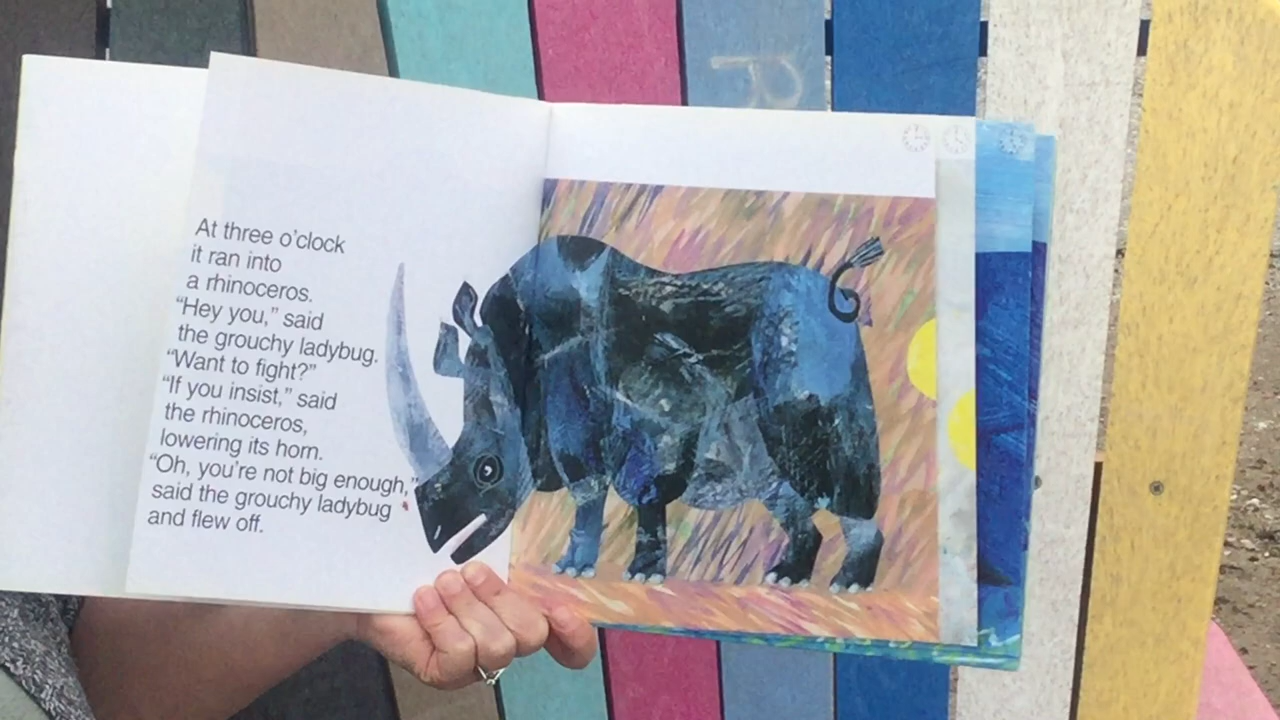 R
At three o’clock
it ran into
a rhinoceros.
“Hey you,” said
the grouchy ladybug.
“Want to fight?”
“If you insist,” said
the rhinoceros,
lowering its horn.
“Oh, you’re not big enough,”
said the grouchy ladybug
and flew off.